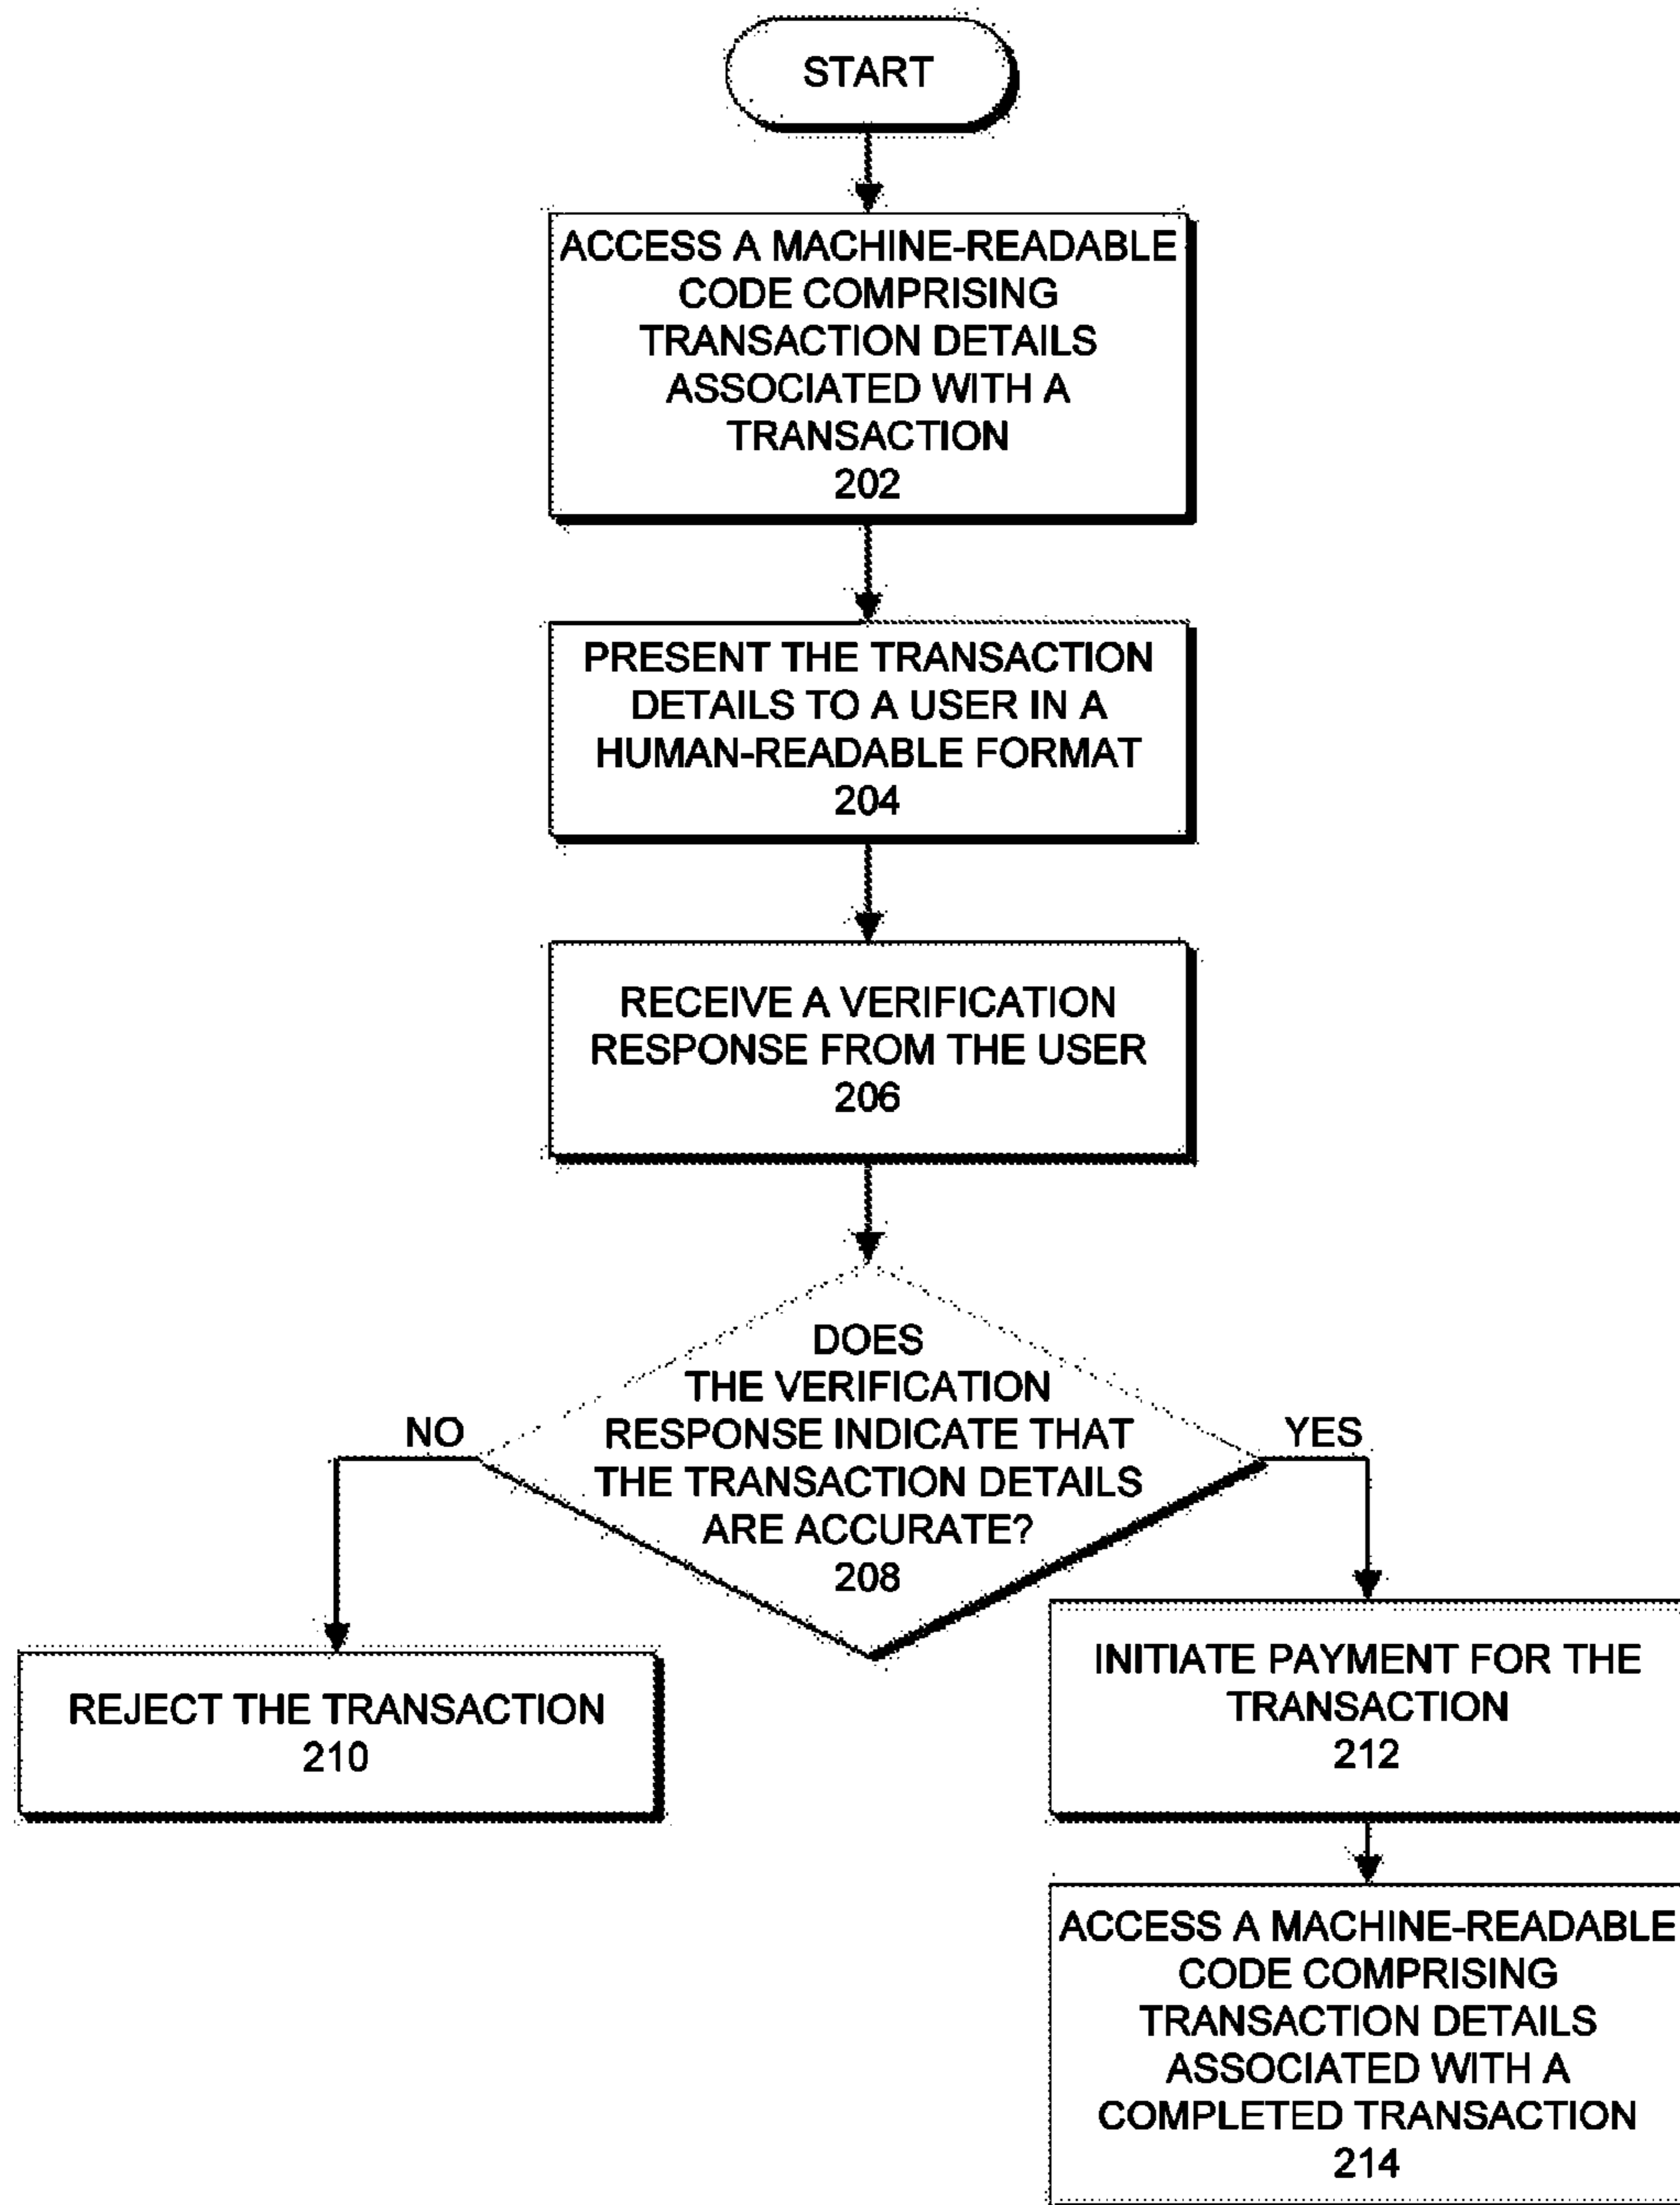 START
ACCESS A MACHINE-READABLE
CODE COMPRISING
TRANSACTION DETAILS
ASSOCIATED WITH A
TRANSACTION
202
PRESENT THE TRANSACTION
DETAILS TO A USER IN A
HUMAN-READABLE FORMAT
204
RECEIVE A VERIFICATION
RESPONSE FROM THE USER
206
DOES
THE VERIFICATION
RESPONSE INDICATE THAT
THE TRANSACTION DETAILS
ARE ACCURATE?
208
NO
YES
REJECT THE TRANSACTION
210
INITIATE PAYMENT FOR THE
TRANSACTION
212
ACCESS A MACHINE-READABLE
CODE COMPRISING
TRANSACTION DETAILS
ASSOCIATED WITH A
COMPLETED TRANSACTION
214